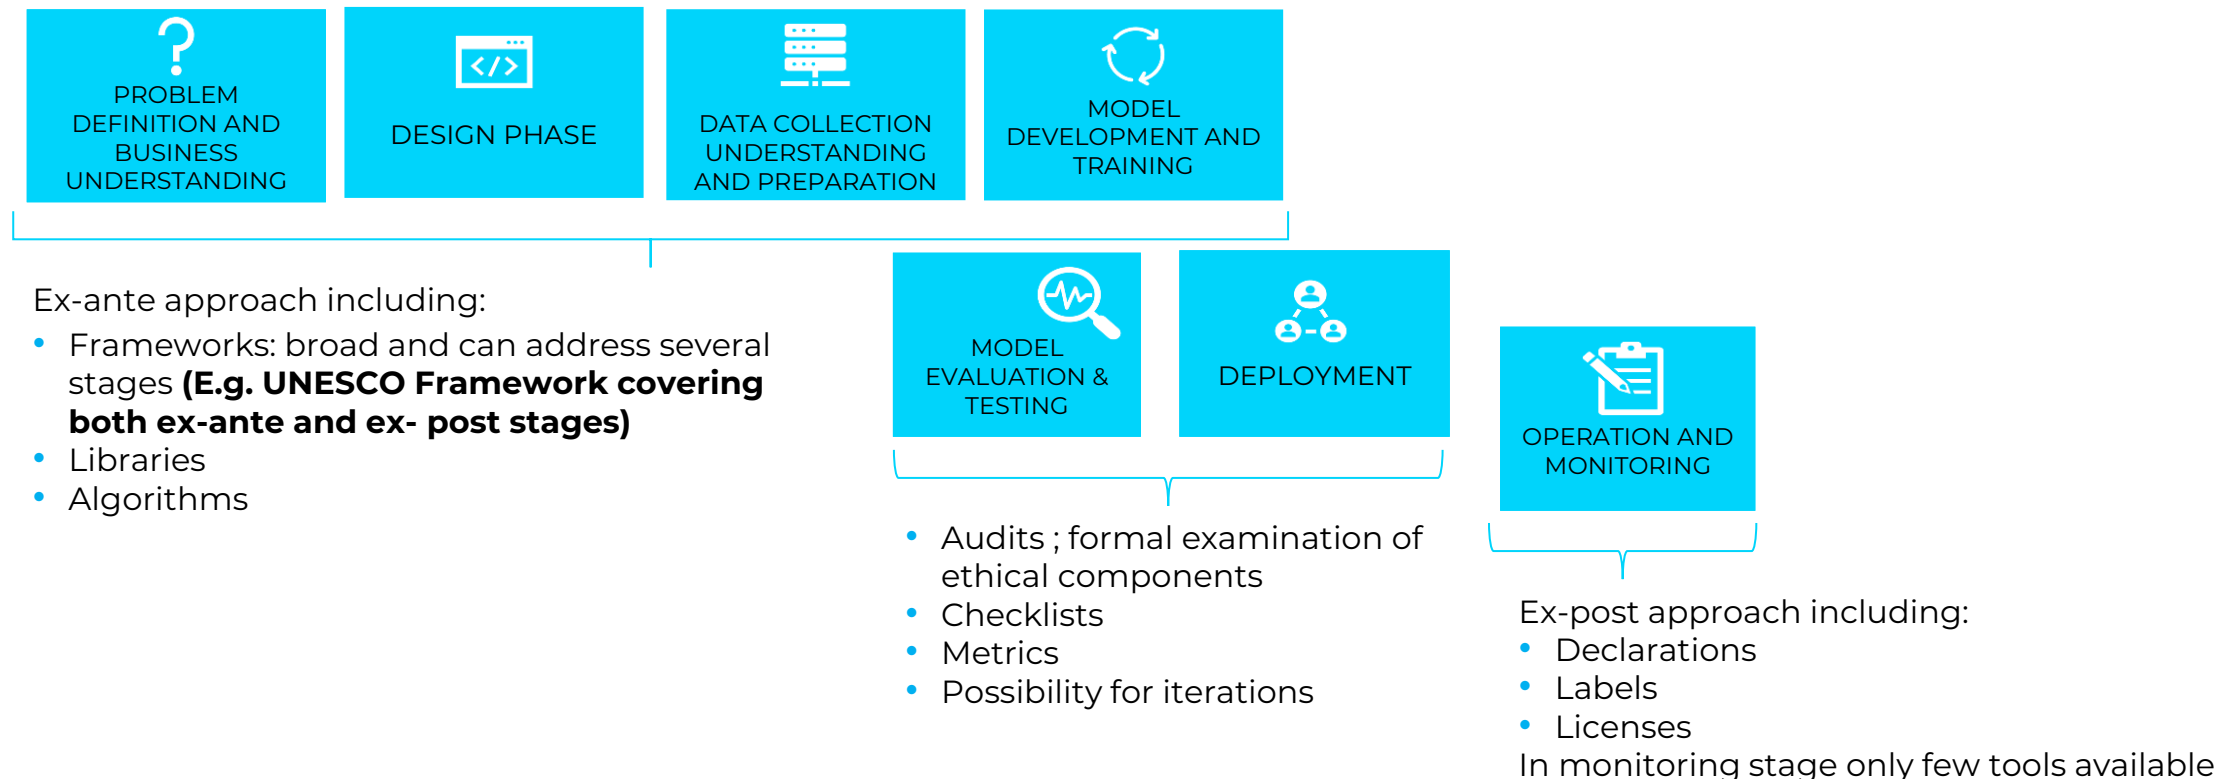 PROBLEM
DEFINITION AND
BUSINESS
UNDERSTANDING
</>
DESIGN PHASE
DATA COLLECTION
UNDERSTANDING
AND PREPARATION
MODEL
DEVELOPMENT AND
TRAINING
Ex-ante approach including:
• Frameworks: broad and can address several
stages (E.g. UNESCO Framework covering
both ex-ante and ex- post stages)
• Libraries
• Algorithms
MODEL
EVALUATION &
TESTING
DEPLOYMENT
• Audits ; formal examination of
ethical components
• Checklists
• Metrics
• Possibility for iterations
OPERATION AND
MONITORING
Ex-post approach including:
• Declarations
• Labels
• Licenses
In monitoring stage only few tools available